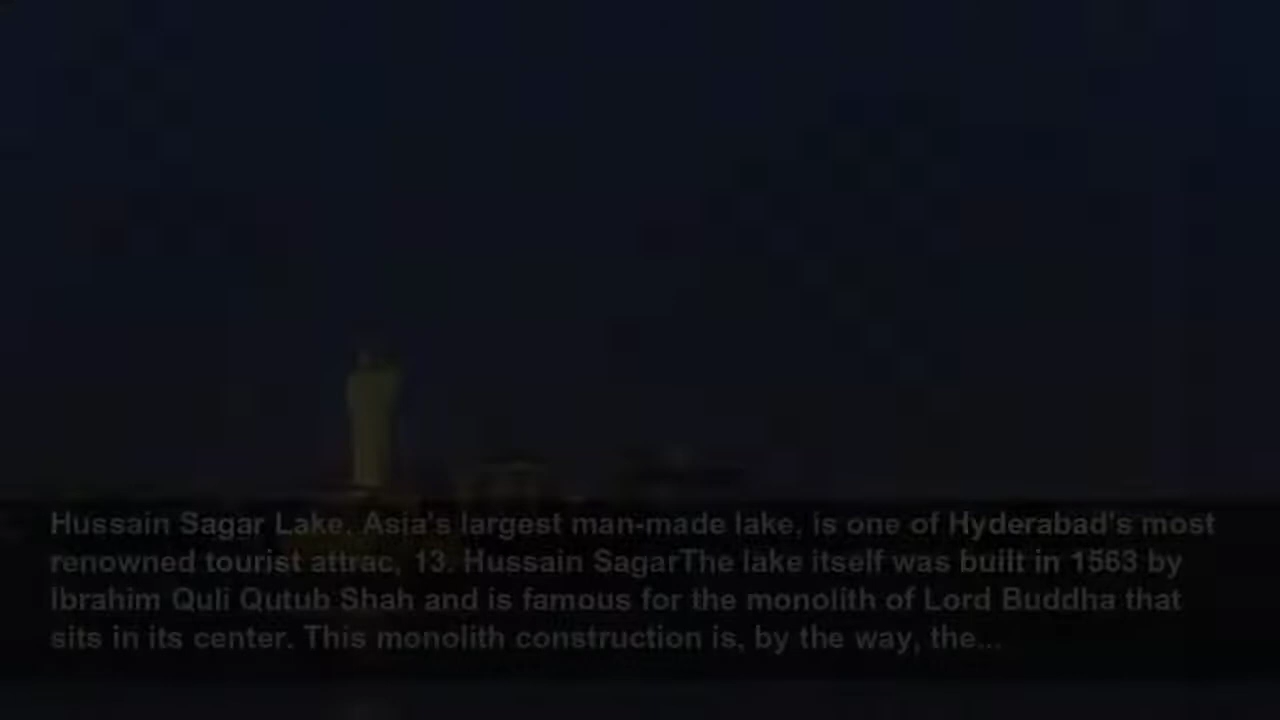 Hussain Sagar Lake. Asia's largest man-made lake, is one of Hyderabad's most
renowned tourist attrac, 13. Hussain SagarThe lake itself was built in 1563 by
Ibrahim Quli Qutub Shah and is famous for the monolith of Lord Buddha that
sits in its center. This monolith construction is, by the way, the...